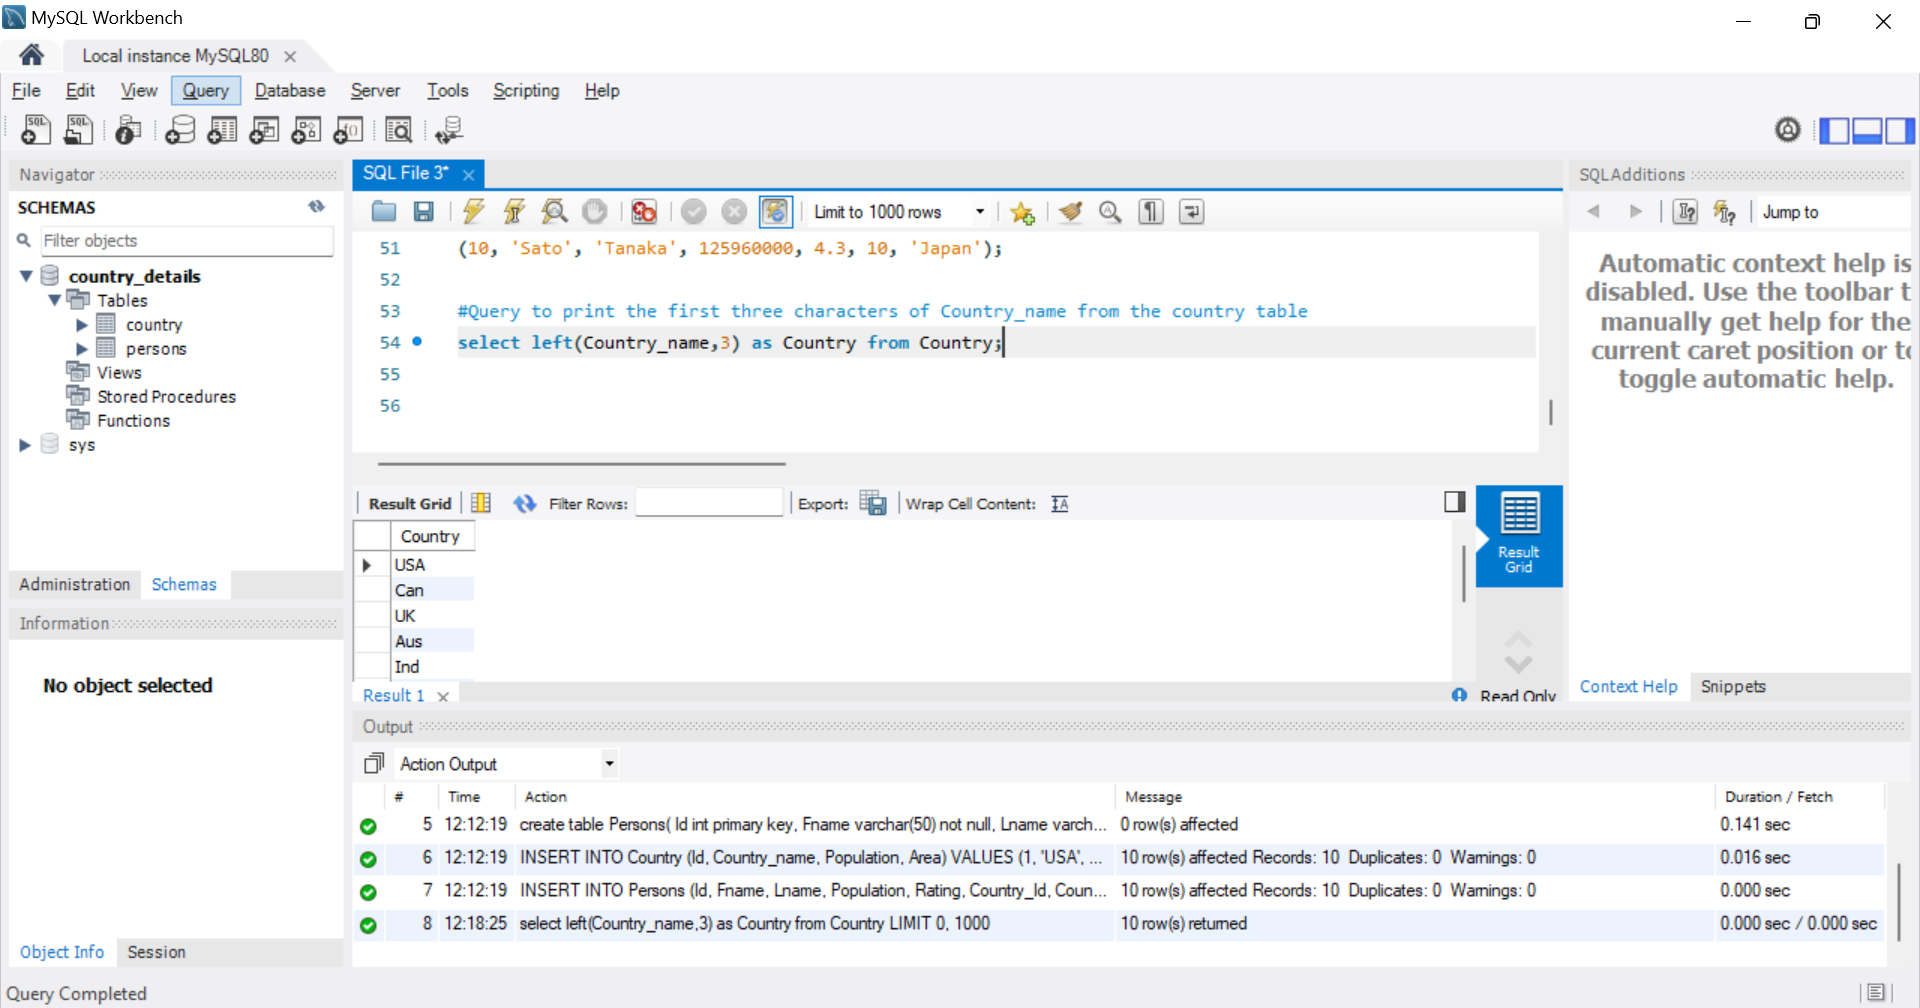 MySQL Workbench
Local instance MySQL80
File Edit View Query Database Server Tools Scripting Help
Navigator
SCHEMAS
Filter objects
country_details
Tables
country
persons
Views
Stored Procedures
Functions
sys
Administration Schemas
Information
No object selected
Object Info Session
SQL File 3*
Limit to 1000 rows
51 (10, 'Sato', 'Tanaka', 125960000, 4.3, 10, 'Japan');
52
53 #Query to print the first three characters of Country_name from the country table
54 select left(Country_name,3) as Country from Country;
55
56
Result Grid Filter Rows: Export: Wrap Cell Content:
Country
USA
Can
UK
Aus
Ind
Result
Grid
Result 1 Read Only
SQLAdditions
Jump to
Automatic context help is
disabled. Use the toolbar t
manually get help for the
current caret position or to
toggle automatic help.
Context Help Snippets
Output
Action Output
# Time Action Message Duration / Fetch
5 12:12:19 create table Persons( Id int primary key, Fname varchar(50) not null, Lname varch... 0 row(s) affected 0.141 sec
6 12:12:19 INSERT INTO Country (Id, Country_name, Population, Area) VALUES (1, 'USA', ... 10 row(s) affected Records: 10 Duplicates: 0 Warnings: 0 0.016 sec
7 12:12:19 INSERT INTO Persons (Id, Fname, Lname, Population, Rating, Country_Id, Coun... 10 row(s) affected Records: 10 Duplicates: 0 Warnings: 0 0.000 sec
8 12:18:25 select left(Country_name,3) as Country from Country LIMIT 0, 1000 10 row(s) returned 0.000 sec / 0.000 sec
Query Completed